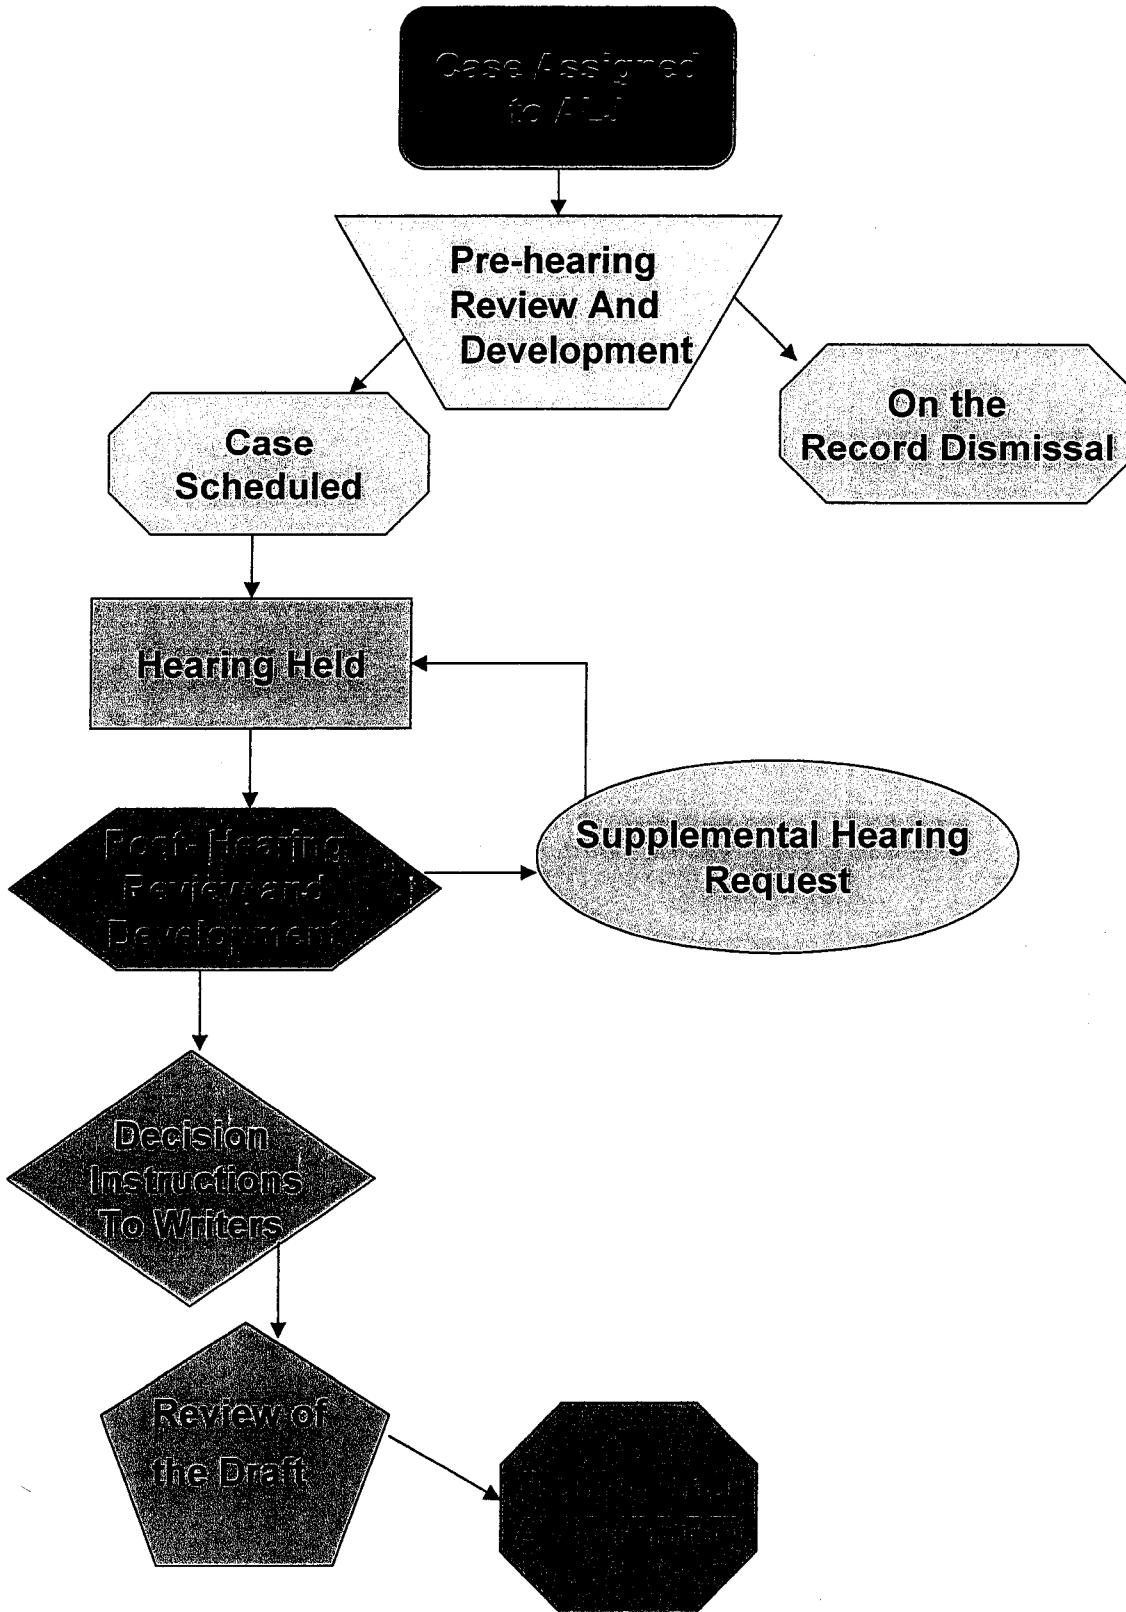 Case Assigned
to ALJ
Pre-hearing
Review And
Development
On the
Record Dismissal
Case
Scheduled
Hearing Held
Post- Hearing
Review and
Development
Supplemental Hearing
Request
Decision
Instructions
To Writers
Review of
the Draft